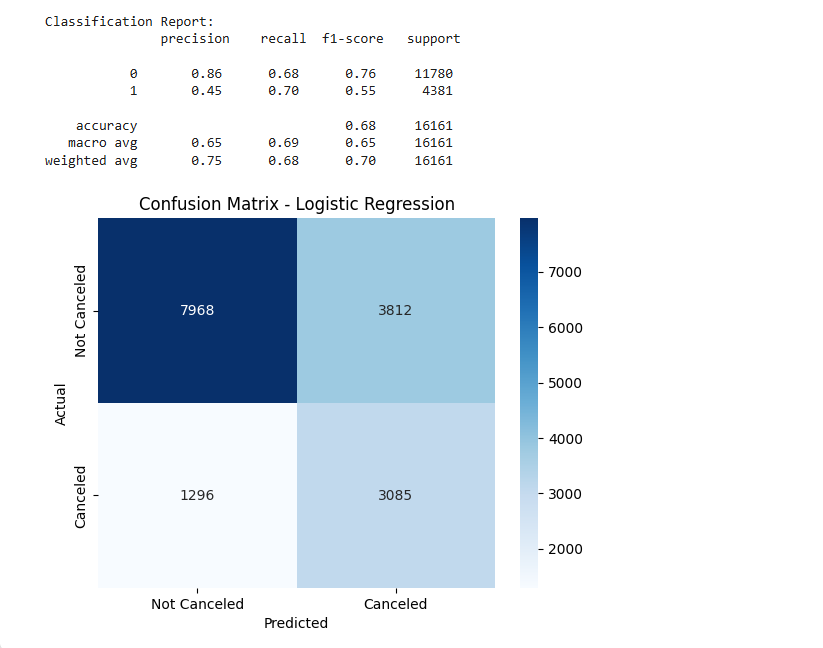 Classification Report:
precision recall f1-score support
0 0.86 0.68 0.76 11780
1 0.45 0.70 0.55 4381
accuracy 0.68 16161
macro avg 0.65 0.69 0.65 16161
weighted avg 0.75 0.68 0.70 16161
Confusion Matrix - Logistic Regression
Actual
Not Canceled
7968 3812
Canceled
1296 3085
Not Canceled Canceled
Predicted
7000
6000
5000
4000
3000
2000